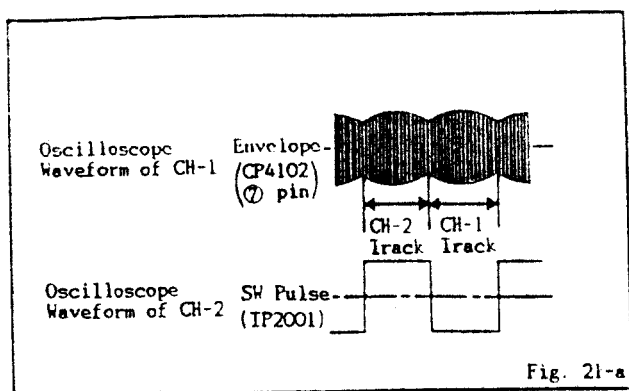 Oscilloscope Envelope
Waveform of CH-1 (CP4102)
⑦ pin
CH-2 CH-1
Track Track
Oscilloscope SW Pulse
Waveform of CH-2 (TP2001)
Fig. 21-a